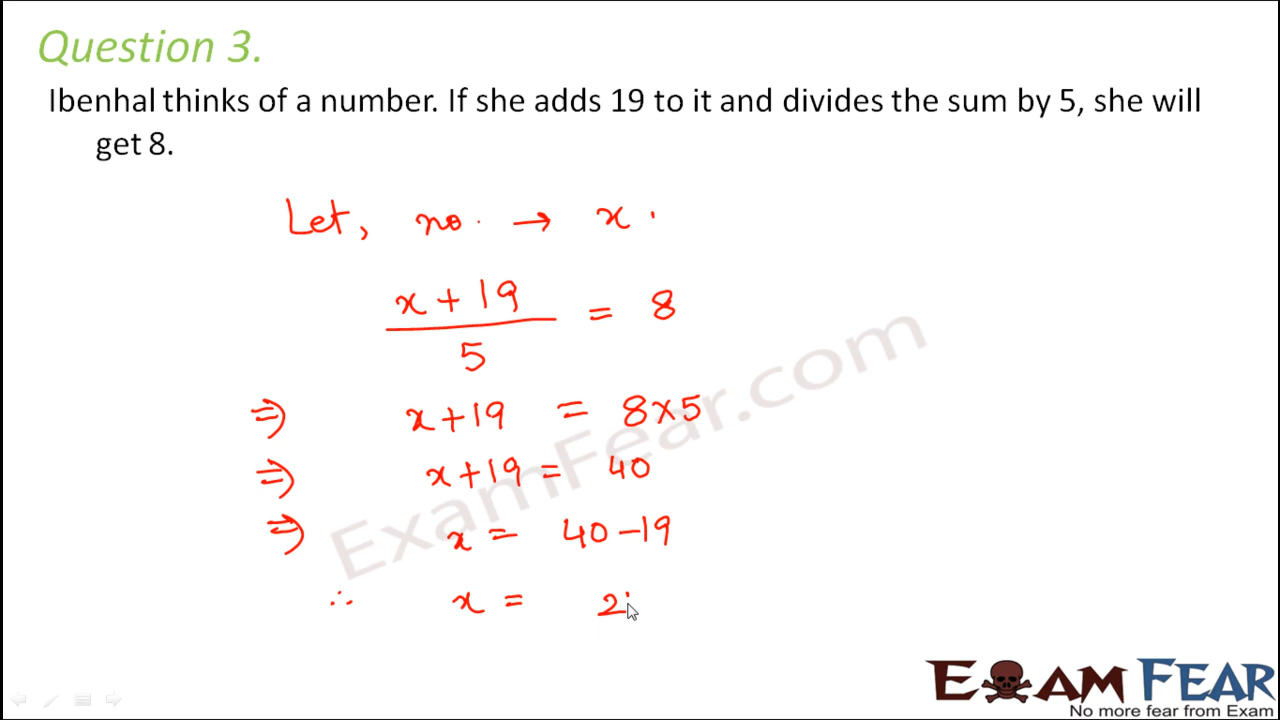 Question 3.
Ibenhal thinks of a number. If she adds 19 to it and divides the sum by 5, she will
get 8.
Let, no. → x.
x + 19
= 8
5
⇒ x + 19 = 8 × 5
⇒ x + 19 = 40
⇒ x = 40 - 19
∴ x = 2
ExamFear.com
EXAM FEAR
No more fear from Exam